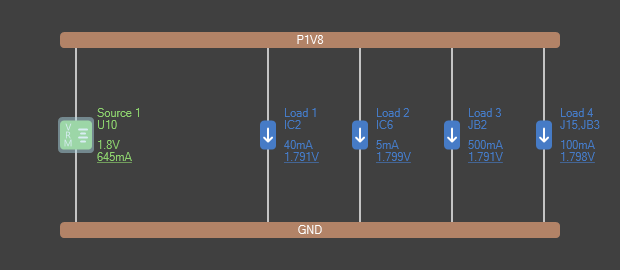 P1V8
Source 1
U10
1.8V
645mA
VRM
Load 1
IC2
40mA
1.791V
Load 2
IC6
5mA
1.799V
Load 3
JB2
500mA
1.791V
Load 4
J15,JB3
100mA
1.798V
GND